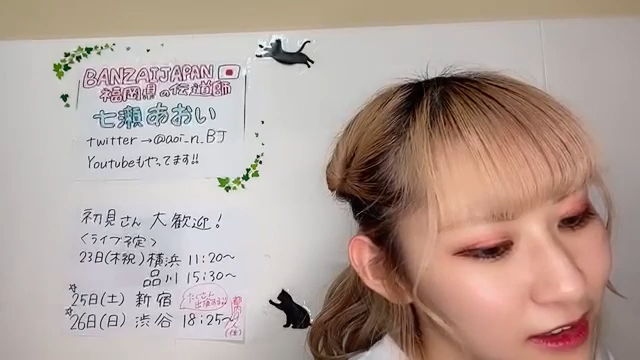 BANZAIJAPAN
福岡県の伝道師
七瀬あおい
twitter→@aoi_n_BJ
Youtubeもやってます!!
初見さん 大歓迎！
〈ライブ予定〉
23日(木祝) 横浜 11:20〜
品川 15:30〜
25日(土) 新宿
26日(日) 渋谷 18:25〜